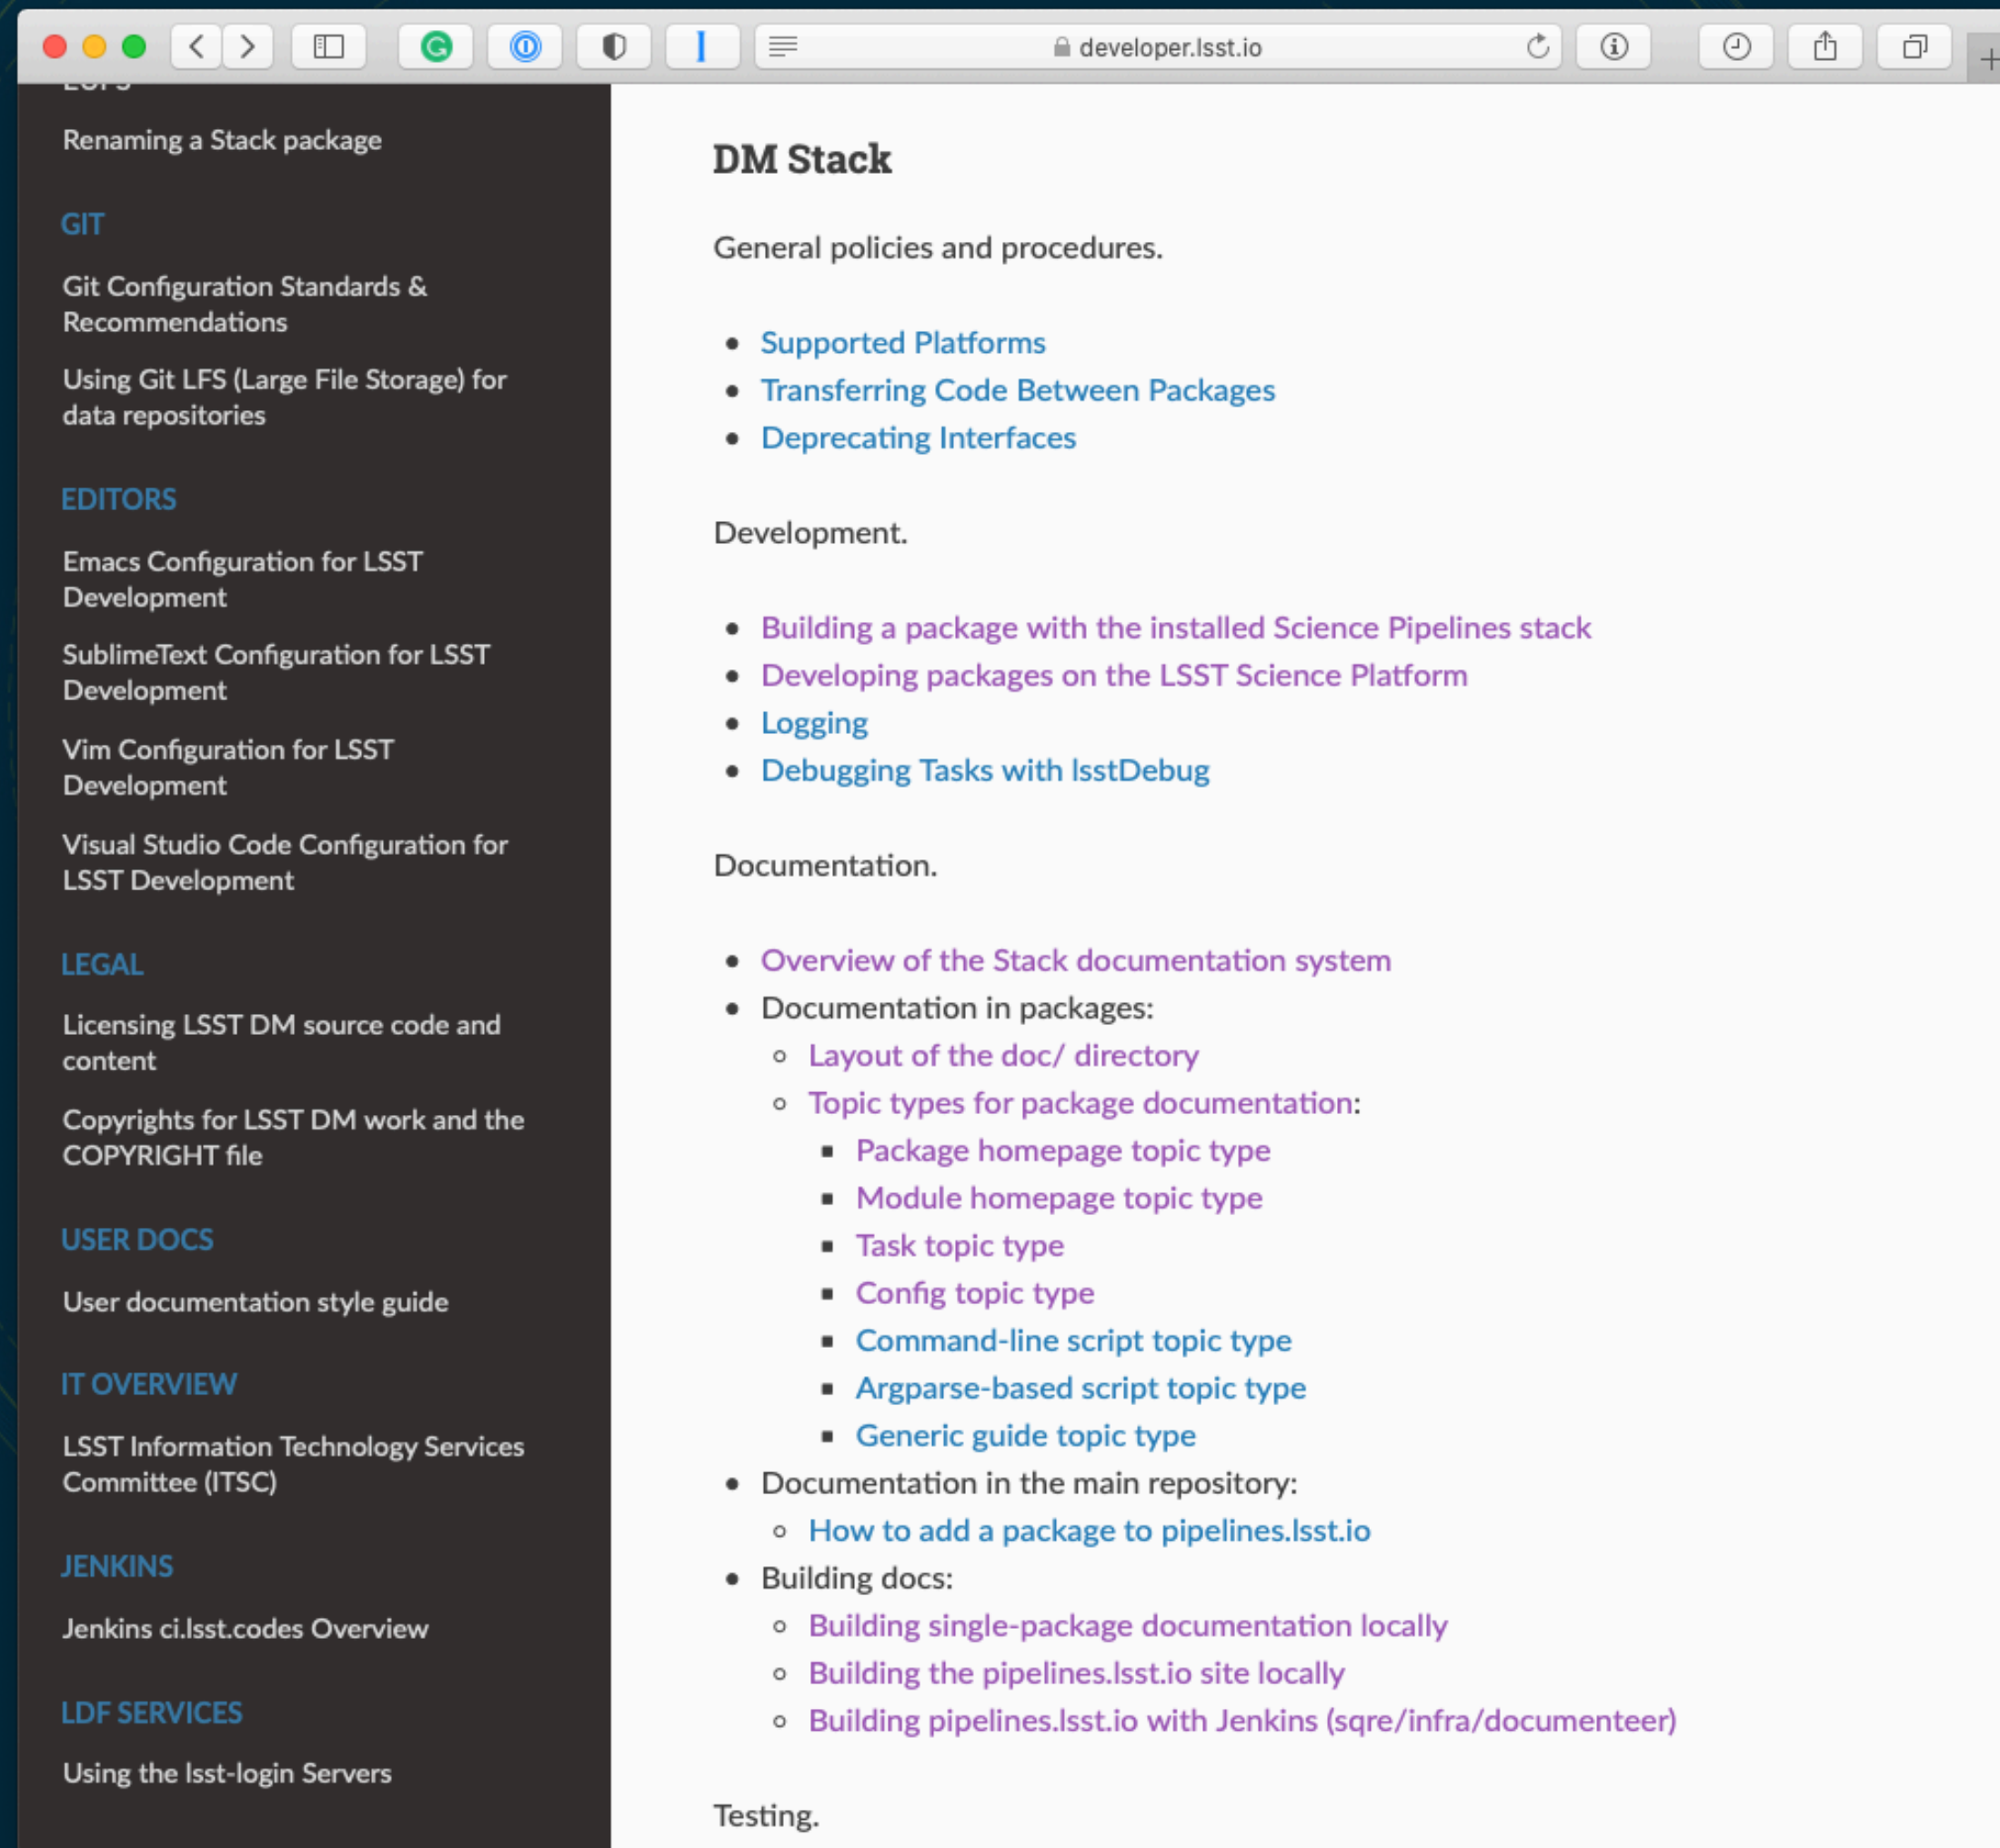 developer.lsst.io
Renaming a Stack package
GIT
Git Configuration Standards &
Recommendations
Using Git LFS (Large File Storage) for
data repositories
EDITORS
Emacs Configuration for LSST
Development
SublimeText Configuration for LSST
Development
Vim Configuration for LSST
Development
Visual Studio Code Configuration for
LSST Development
LEGAL
Licensing LSST DM source code and
content
Copyrights for LSST DM work and the
COPYRIGHT file
USER DOCS
User documentation style guide
IT OVERVIEW
LSST Information Technology Services
Committee (ITSC)
JENKINS
Jenkins ci.lsst.codes Overview
LDF SERVICES
Using the lsst-login Servers
DM Stack
General policies and procedures.
Supported Platforms
Transferring Code Between Packages
Deprecating Interfaces
Development.
Building a package with the installed Science Pipelines stack
Developing packages on the LSST Science Platform
Logging
Debugging Tasks with lsstDebug
Documentation.
Overview of the Stack documentation system
Documentation in packages:
Layout of the doc/ directory
Topic types for package documentation:
Package homepage topic type
Module homepage topic type
Task topic type
Config topic type
Command-line script topic type
Argparse-based script topic type
Generic guide topic type
Documentation in the main repository:
How to add a package to pipelines.lsst.io
Building docs:
Building single-package documentation locally
Building the pipelines.lsst.io site locally
Building pipelines.lsst.io with Jenkins (sqre/infra/documenteer)
Testing.